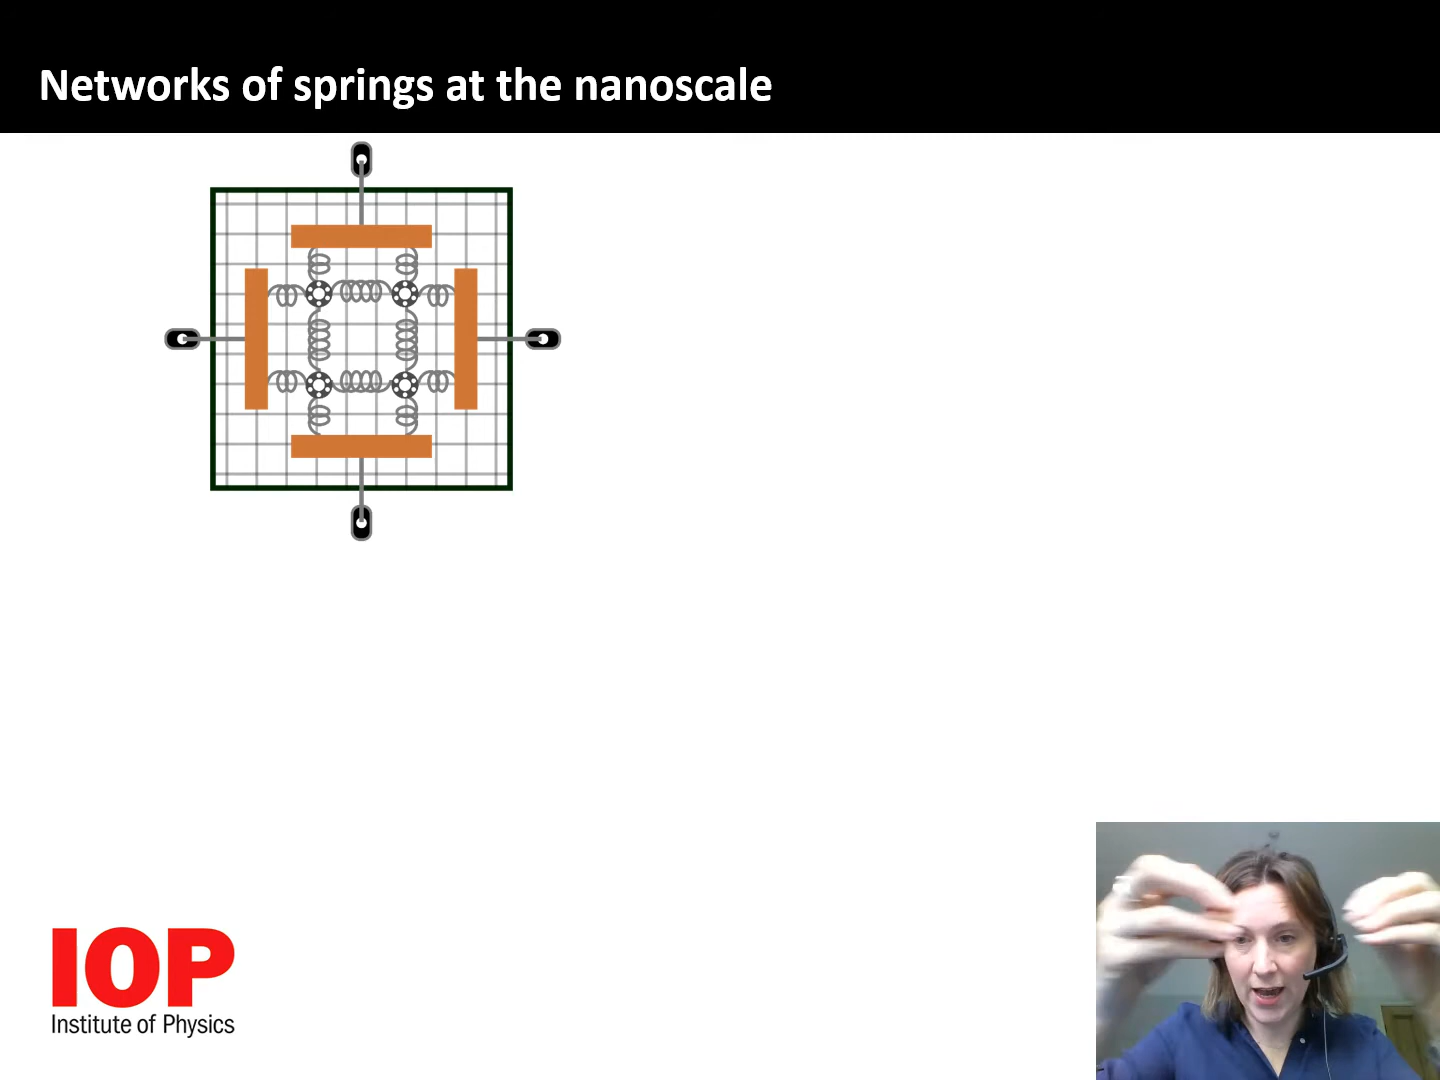 Networks of springs at the nanoscale
IOP
Institute of Physics